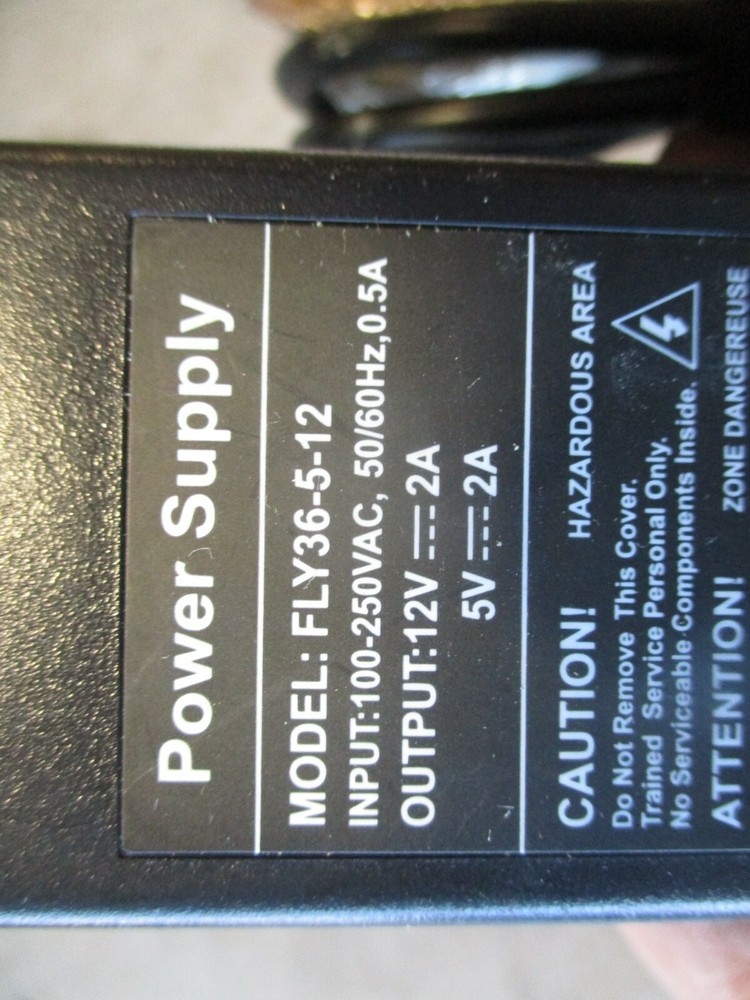 Power Supply
MODEL: FLY36-5-12
INPUT:100-250VAC, 50/60Hz,0.5A
OUTPUT:12V⎓2A
5V⎓2A
CAUTION! HAZARDOUS AREA
Do Not Remove This Cover.
Trained Service Personal Only.
No Serviceable Components Inside.
ATTENTION! ZONE DANGEREUSE